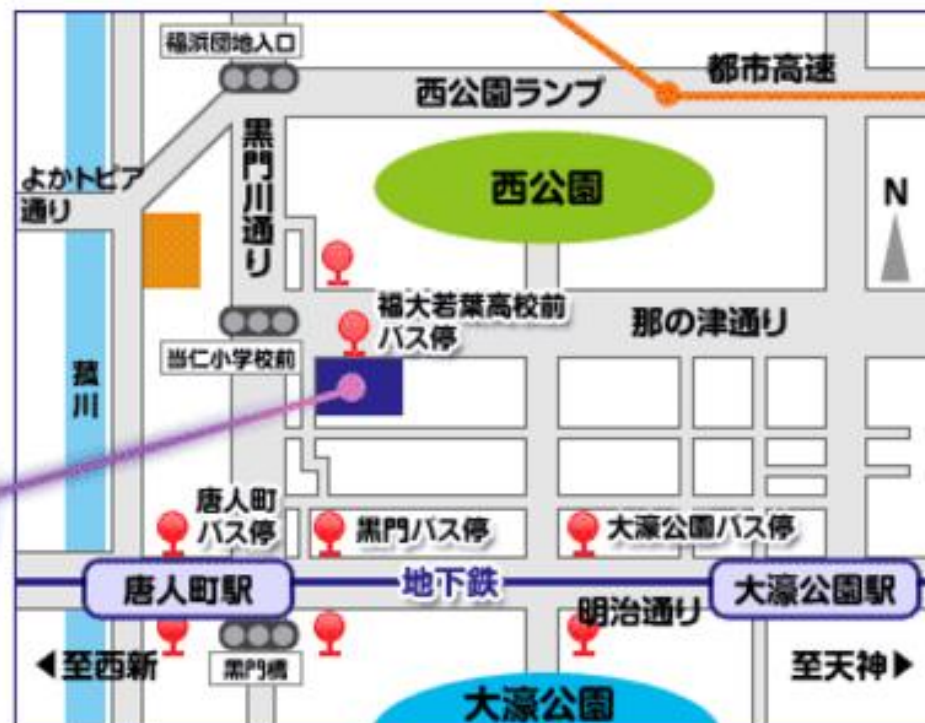 福浜団地入口
都市高速
西公園ランプ
黒門川通り
よかトピア
通り
西公園
N
福大若葉高校前
バス停
那の津通り
当仁小学校前
菰川
唐人町
バス停
黒門バス停
大濠公園バス停
唐人町駅
地下鉄
大濠公園駅
明治通り
◀至西新
黒門橋
至天神▶
大濠公園